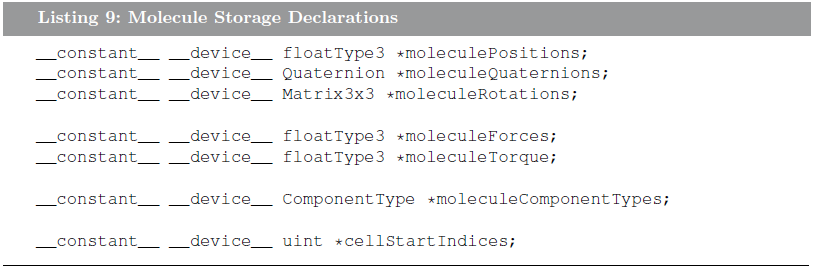 Listing 9: Molecule Storage Declarations
__constant__ __device__ floatType3 *moleculePositions;
__constant__ __device__ Quaternion *moleculeQuaternions;
__constant__ __device__ Matrix3x3 *moleculeRotations;
__constant__ __device__ floatType3 *moleculeForces;
__constant__ __device__ floatType3 *moleculeTorque;
__constant__ __device__ ComponentType *moleculeComponentTypes;
__constant__ __device__ uint *cellStartIndices;